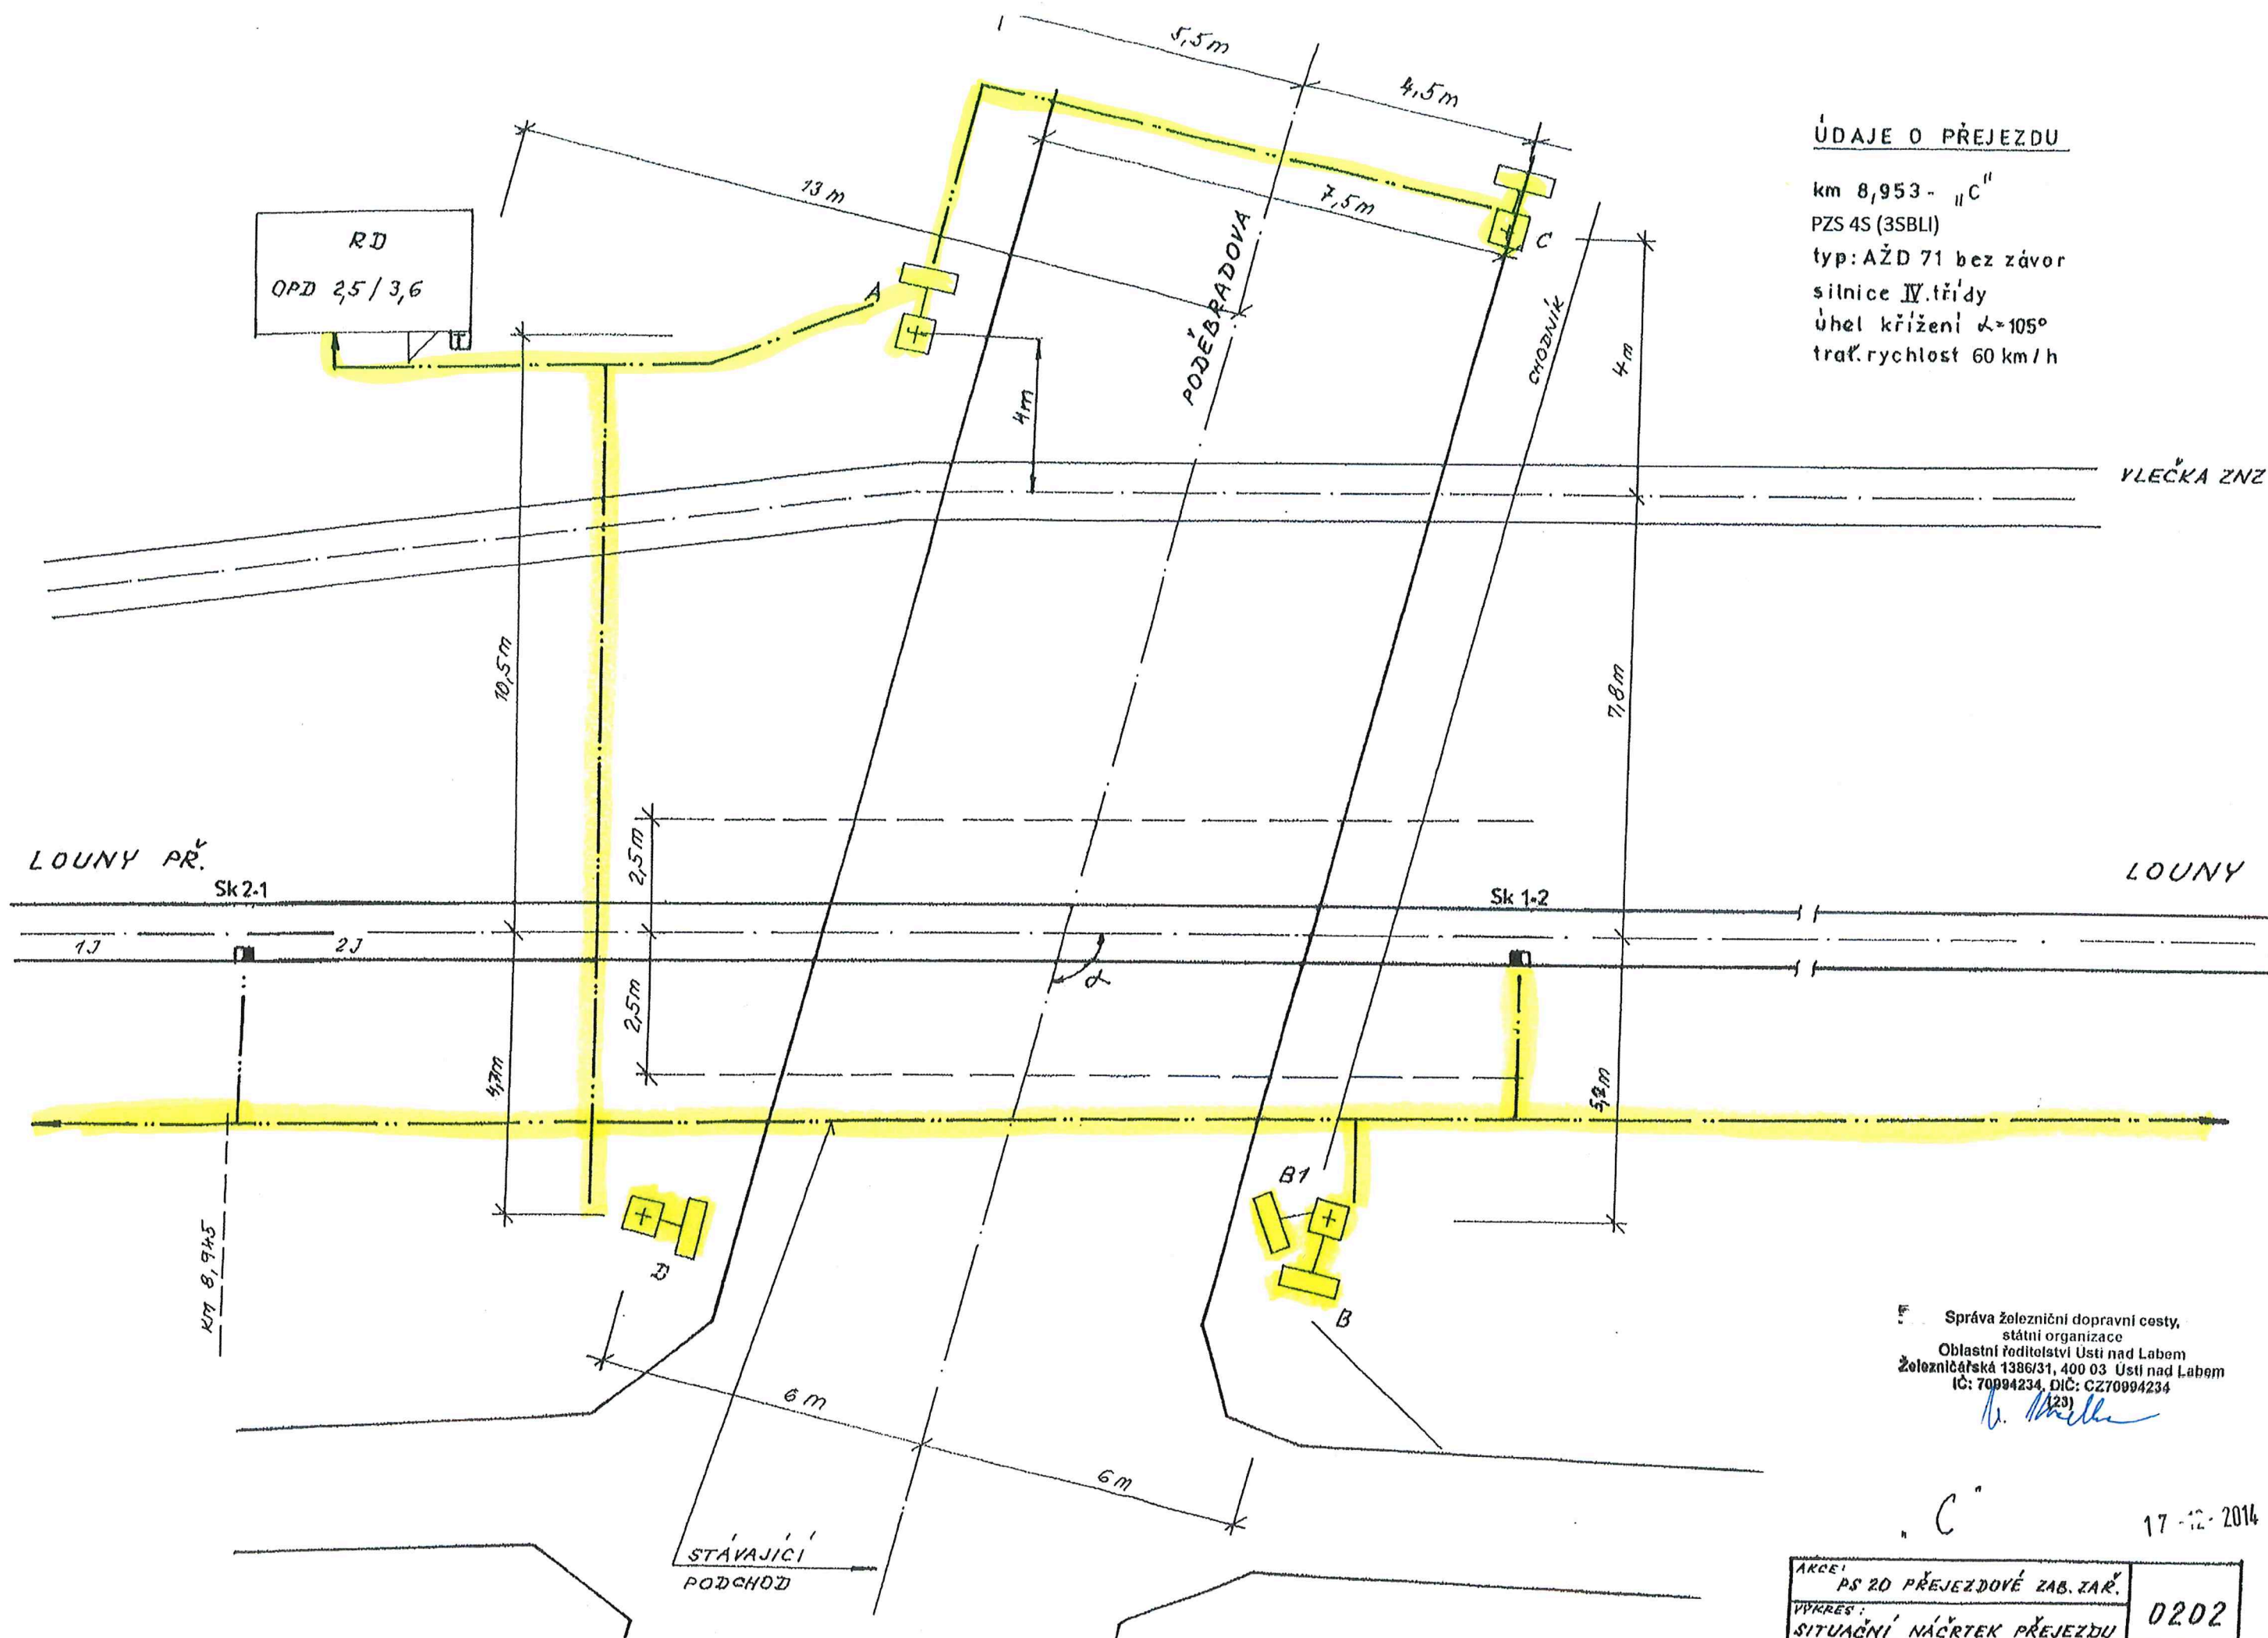 5,5m
4,5m
ÚDAJE O PŘEJEZDU
km 8,953 - „C"
PZS 4S (3SBLI)
typ: AŽD 71 bez závor
silnice IV. třídy
úhel křížení α=105°
trať. rychlost 60 km/h
13 m
7,5m
RD
OPD 2,5 / 3,6
A
C
PODĚBRADOVA
CHODNÍK
4m
4m
VLEČKA ZNZ
10,5m
7,8m
2,5m
LOUNY PŘ.
LOUNY
Sk 2-1
Sk 1-2
1J
2J
α
2,5m
4,7m
B1
KM 8,945
D
B
Správa železniční dopravní cesty,
státní organizace
Oblastní ředitelství Ústí nad Labem
Železničářská 1386/31, 400 03 Ústí nad Labem
IČ: 70994234, DIČ: CZ70994234
(23)
6 m
6 m
STÁVAJÍCÍ
PODCHOD
„C"
17 -12- 2014
AKCE:
PS 20 PŘEJEZDOVÉ ZAB. ZAŘ.
0202
VÝKRES:
SITUAČNÍ NÁČRTEK PŘEJEZDU